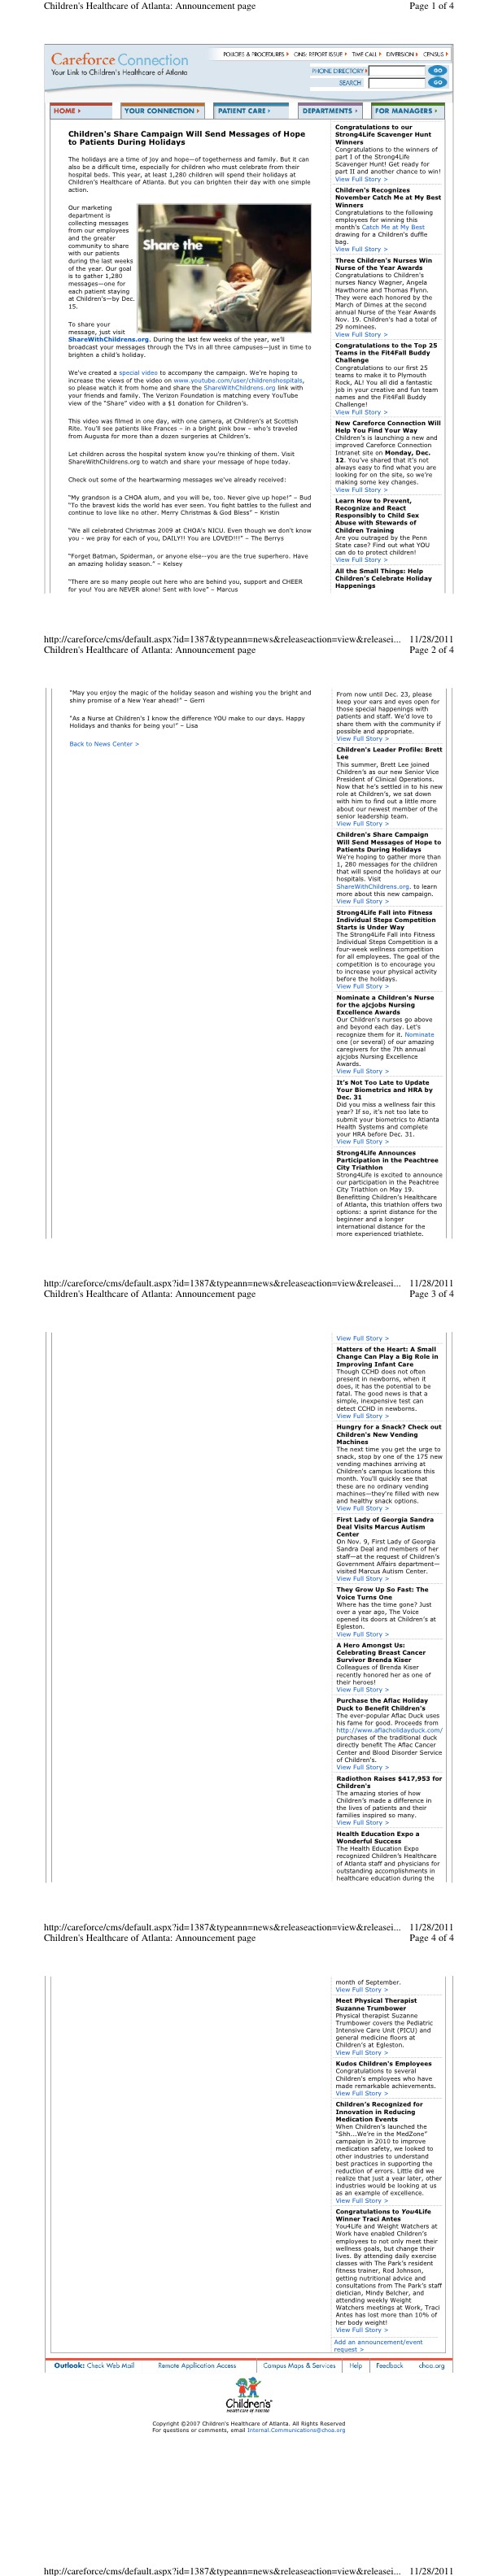 Children's Healthcare of Atlanta: Announcement page
Page 1 of 4
Careforce Connection
Your Link to Children's Healthcare of Atlanta
POLICIES & PROCEDURES
ONS: REPORT ISSUE
TIME CALL
DIVERSION
CENSUS
PHONE DIRECTORY
GO
SEARCH
GO
HOME
YOUR CONNECTION
PATIENT CARE
DEPARTMENTS
FOR MANAGERS
Children's Share Campaign Will Send Messages of Hope
to Patients During Holidays
The holidays are a time of joy and hope—of togetherness and family. But it can
also be a difficult time, especially for children who must celebrate from their
hospital beds. This year, at least 1,280 children will spend their holidays at
Children's Healthcare of Atlanta. But you can brighten their day with one simple
action.
Our marketing
department is
collecting messages
from our employees
and the greater
community to share
with our patients
during the last weeks
of the year. Our goal
is to gather 1,280
messages—one for
each patient staying
at Children's—by Dec.
15.
Share the
love
To share your
message, just visit
ShareWithChildrens.org. During the last few weeks of the year, we'll
broadcast your messages through the TVs in all three campuses—just in time to
brighten a child's holiday.
We've created a special video to accompany the campaign. We're hoping to
increase the views of the video on www.youtube.com/user/childrenshospitals,
so please watch it from home and share the ShareWithChildrens.org link with
your friends and family. The Verizon Foundation is matching every YouTube
view of the "Share" video with a $1 donation for Children's.
This video was filmed in one day, with one camera, at Children's at Scottish
Rite. You'll see patients like Frances – in a bright pink bow – who's traveled
from Augusta for more than a dozen surgeries at Children's.
Let children across the hospital system know you're thinking of them. Visit
ShareWithChildrens.org to watch and share your message of hope today.
Check out some of the heartwarming messages we've received so far:
"My grandson is a CHOA alum, and you will be, too. Never give up hope!" – Bud
"To the bravest kids the world has ever seen. You fight battles to the fullest and
continue to love like no other. Merry Christmas & God Bless" – Kristin
"We all celebrated Christmas 2009 at CHOA's NICU. Even though we don't know
you - we pray for each of you, DAILY!! You are LOVED!!!" – The Berrys
"Forget Batman, Spiderman, or anyone else--you are the true superhero. Have
an amazing holiday season." – Kelsey
"There are so many people out here who are behind you, support and CHEER
for you! You are NEVER alone! Sent with love" – Marcus
Congratulations to our
Strong4Life Scavenger Hunt
Winners
Congratulations to the winners of
part I of the Strong4Life
Scavenger Hunt! Get ready for
part II and another chance to win!
View Full Story >
Children's Recognizes
November Catch Me at My Best
Winners
Congratulations to the following
employees for winning this
month's Catch Me at My Best
drawing for a Children's duffle
bag.
View Full Story >
Three Children's Nurses Win
Nurse of the Year Awards
Congratulations to Children's
nurses Nancy Wagner, Angela
Hawthorne and Thomas Flynn.
They were each honored by the
March of Dimes at the second
annual Nurse of the Year Awards
Nov. 19. Children's had a total of
29 nominees.
View Full Story >
Congratulations to the Top 25
Teams in the Fit4Fall Buddy
Challenge
Congratulations to our first 25
teams to make it to Plymouth
Rock, AL! You all did a fantastic
job in your creative and fun team
names and the Fit4Fall Buddy
Challenge!
View Full Story >
New Careforce Connection Will
Help You Find Your Way
Children's is launching a new and
improved Careforce Connection
Intranet site on Monday, Dec.
12. You've shared that it's not
always easy to find what you are
looking for on the site, so we're
making some key changes.
View Full Story >
Learn How to Prevent,
Recognize and React
Responsibly to Child Sex
Abuse with Stewards of
Children Training
Are you outraged by the Penn
State case? Find out what YOU
can do to protect children!
View Full Story >
All the Small Things: Help
Children's Celebrate Holiday
Happenings
http://careforce/cms/default.aspx?id=1387&typeann=news&releaseaction=view&releasei...
11/28/2011
Children's Healthcare of Atlanta: Announcement page
Page 2 of 4
"May you enjoy the magic of the holiday season and wishing you the bright and
shiny promise of a New Year ahead!" – Gerri
"As a Nurse at Children's I know the difference YOU make to our days. Happy
Holidays and thanks for being you!" – Lisa
Back to News Center >
From now until Dec. 23, please
keep your ears and eyes open for
those special happenings with
patients and staff. We'd love to
share them with the community if
possible and appropriate.
View Full Story >
Children's Leader Profile: Brett
Lee
This summer, Brett Lee joined
Children's as our new Senior Vice
President of Clinical Operations.
Now that he's settled in to his new
role at Children's, we sat down
with him to find out a little more
about our newest member of the
senior leadership team.
View Full Story >
Children's Share Campaign
Will Send Messages of Hope to
Patients During Holidays
We're hoping to gather more than
1, 280 messages for the children
that will spend the holidays at our
hospitals. Visit
ShareWithChildrens.org. to learn
more about this new campaign.
View Full Story >
Strong4Life Fall into Fitness
Individual Steps Competition
Starts is Under Way
The Strong4Life Fall into Fitness
Individual Steps Competition is a
four-week wellness competition
for all employees. The goal of the
competition is to encourage you
to increase your physical activity
before the holidays.
View Full Story >
Nominate a Children's Nurse
for the ajcjobs Nursing
Excellence Awards
Our Children's nurses go above
and beyond each day. Let's
recognize them for it. Nominate
one (or several) of our amazing
caregivers for the 7th annual
ajcjobs Nursing Excellence
Awards.
View Full Story >
It's Not Too Late to Update
Your Biometrics and HRA by
Dec. 31
Did you miss a wellness fair this
year? If so, it's not too late to
submit your biometrics to Atlanta
Health Systems and complete
your HRA before Dec. 31.
View Full Story >
Strong4Life Announces
Participation in the Peachtree
City Triathlon
Strong4Life is excited to announce
our participation in the Peachtree
City Triathlon on May 19.
Benefitting Children's Healthcare
of Atlanta, this triathlon offers two
options: a sprint distance for the
beginner and a longer
international distance for the
more experienced triathlete.
http://careforce/cms/default.aspx?id=1387&typeann=news&releaseaction=view&releasei...
11/28/2011
Children's Healthcare of Atlanta: Announcement page
Page 3 of 4
View Full Story >
Matters of the Heart: A Small
Change Can Play a Big Role in
Improving Infant Care
Though CCHD does not often
present in newborns, when it
does, it has the potential to be
fatal. The good news is that a
simple, inexpensive test can
detect CCHD in newborns.
View Full Story >
Hungry for a Snack? Check out
Children's New Vending
Machines
The next time you get the urge to
snack, stop by one of the 175 new
vending machines arriving at
Children's campus locations this
month. You'll quickly see that
these are no ordinary vending
machines—they're filled with new
and healthy snack options.
View Full Story >
First Lady of Georgia Sandra
Deal Visits Marcus Autism
Center
On Nov. 9, First Lady of Georgia
Sandra Deal and members of her
staff—at the request of Children's
Government Affairs department—
visited Marcus Autism Center.
View Full Story >
They Grow Up So Fast: The
Voice Turns One
Where has the time gone? Just
over a year ago, The Voice
opened its doors at Children's at
Egleston.
View Full Story >
A Hero Amongst Us:
Celebrating Breast Cancer
Survivor Brenda Kiser
Colleagues of Brenda Kiser
recently honored her as one of
their heroes!
View Full Story >
Purchase the Aflac Holiday
Duck to Benefit Children's
The ever-popular Aflac Duck uses
his fame for good. Proceeds from
http://www.aflacholidayduck.com/
purchases of the traditional duck
directly benefit The Aflac Cancer
Center and Blood Disorder Service
of Children's.
View Full Story >
Radiothon Raises $417,953 for
Children's
The amazing stories of how
Children's made a difference in
the lives of patients and their
families inspired so many.
View Full Story >
Health Education Expo a
Wonderful Success
The Health Education Expo
recognized Children's Healthcare
of Atlanta staff and physicians for
outstanding accomplishments in
healthcare education during the
http://careforce/cms/default.aspx?id=1387&typeann=news&releaseaction=view&releasei...
11/28/2011
Children's Healthcare of Atlanta: Announcement page
Page 4 of 4
month of September.
View Full Story >
Meet Physical Therapist
Suzanne Trumbower
Physical therapist Suzanne
Trumbower covers the Pediatric
Intensive Care Unit (PICU) and
general medicine floors at
Children's at Egleston.
View Full Story >
Kudos Children's Employees
Congratulations to several
Children's employees who have
made remarkable achievements.
View Full Story >
Children's Recognized for
Innovation in Reducing
Medication Events
When Children's launched the
"Shh...We're in the MedZone"
campaign in 2010 to improve
medication safety, we looked to
other industries to understand
best practices in supporting the
reduction of errors. Little did we
realize that just a year later, other
industries would be looking at us
as an example of excellence.
View Full Story >
Congratulations to You4Life
Winner Traci Antes
You4Life and Weight Watchers at
Work have enabled Children's
employees to not only meet their
wellness goals, but change their
lives. By attending daily exercise
classes with The Park's resident
fitness trainer, Rod Johnson,
getting nutritional advice and
consultations from The Park's staff
dietician, Mindy Belcher, and
attending weekly Weight
Watchers meetings at Work, Traci
Antes has lost more than 10% of
her body weight!
View Full Story >
Add an announcement/event
request >
Outlook: Check Web Mail
Remote Application Access
Campus Maps & Services
Help
Feedback
choa.org
Children's
Healthcare of Atlanta
Copyright ©2007 Children's Healthcare of Atlanta. All Rights Reserved
For questions or comments, email Internal.Communications@choa.org
http://careforce/cms/default.aspx?id=1387&typeann=news&releaseaction=view&releasei...
11/28/2011